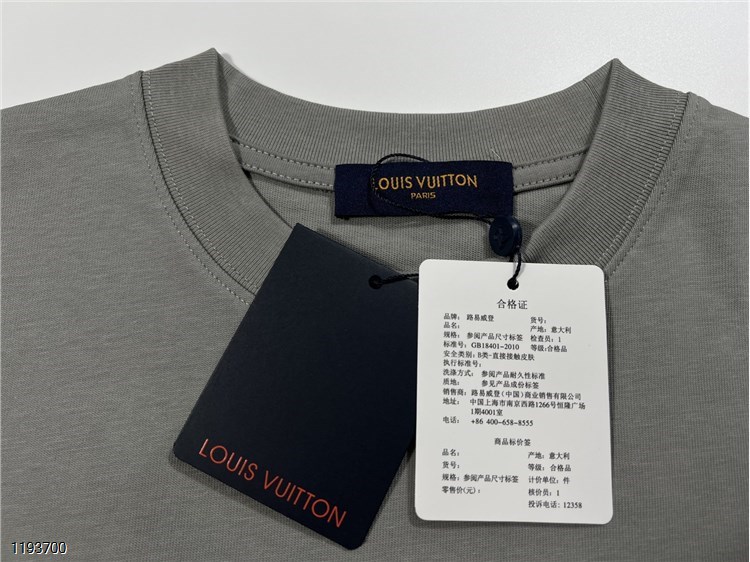 LOUIS VUITTON
PARIS
LOUIS VUITTON
合格证
品牌: 路易威登 货号:
品名: 产地: 意大利
规格: 参阅产品尺寸标签 检查员: 1
标准号: GB18401-2010 等级:合格品
安全类别: B类-直接接触皮肤
执行标准号:
洗涤方式: 参阅产品耐久性标准
质地: 参见产品成份标签
销售商: 路易威登(中国)商业销售有限公司
地址: 中国上海市南京西路1266号恒隆广场
1期4001室
电话: +86 400-658-8555
商品标价签
品名: 产地: 意大利
货号: 等级: 合格品
规格: 参阅产品尺寸标签 计价单位: 件
零售价(元): 核价员: 1
投诉电话: 12358
1193700